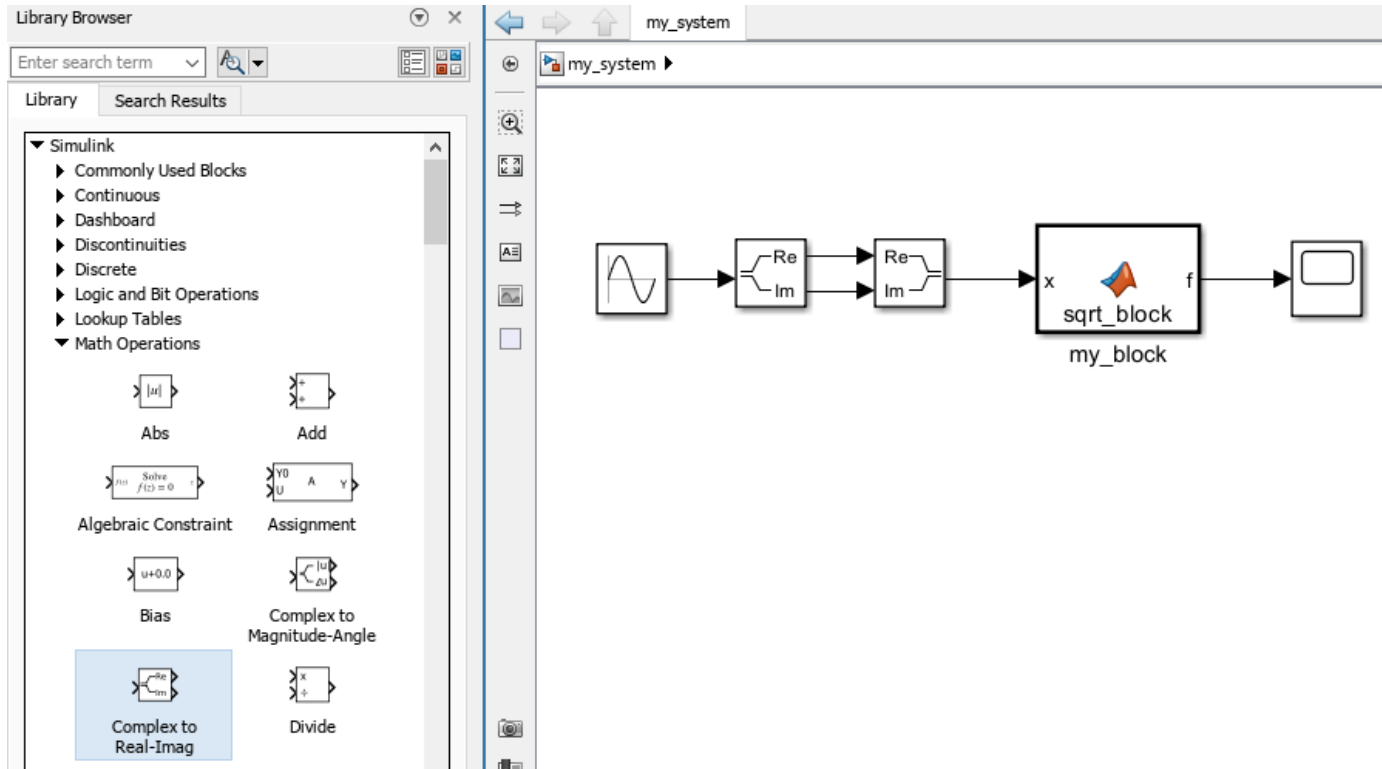 Library Browser
Enter search term
Library
Search Results
Simulink
Commonly Used Blocks
Continuous
Dashboard
Discontinuities
Discrete
Logic and Bit Operations
Lookup Tables
Math Operations
|u|
+
+
Abs
Add
f(z)
Solve
f(z) = 0
z
Y0
U
A
Y
Algebraic Constraint
Assignment
u+0.0
|u|
∠u
Bias
Complex to
Magnitude-Angle
Re
Im
×
÷
Complex to
Real-Imag
Divide
my_system
my_system
A
Re
Im
Re
Im
x
f
sqrt_block
my_block